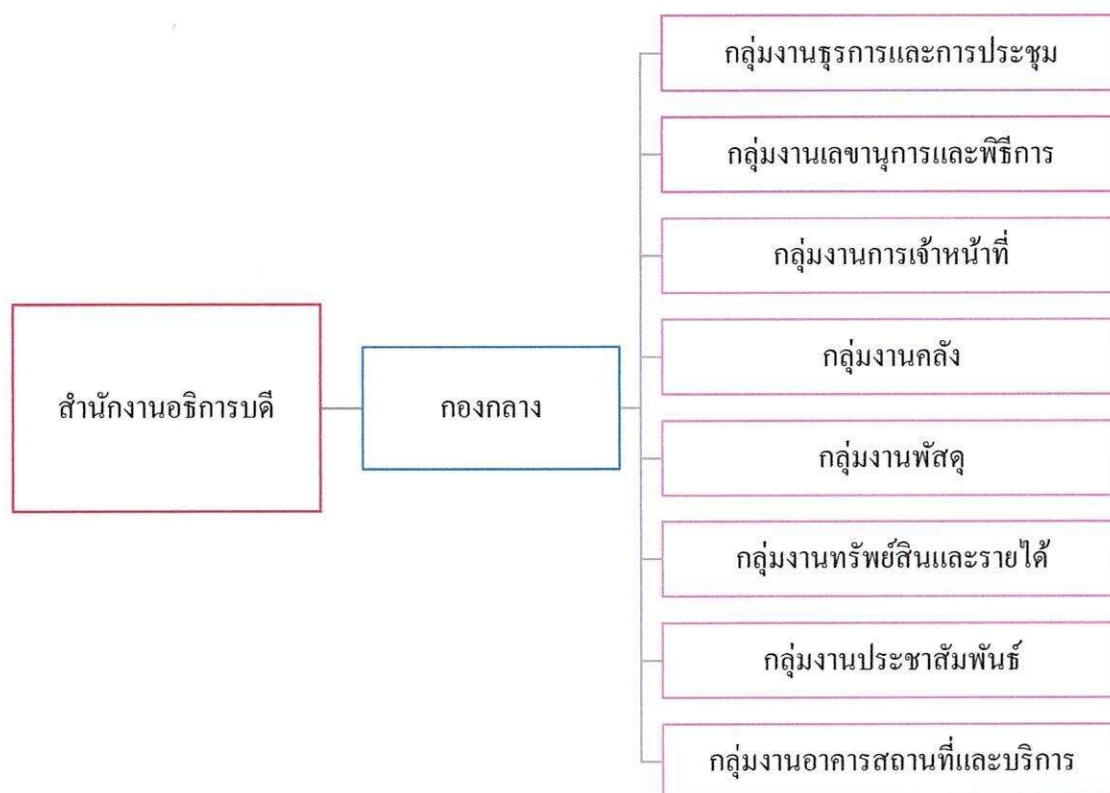 สำนักงานอธิการบดี
กองกลาง
กลุ่มงานธุรการและการประชุม
กลุ่มงานเลขานุการและพิธีการ
กลุ่มงานการเจ้าหน้าที่
กลุ่มงานคลัง
กลุ่มงานพัสดุ
กลุ่มงานทรัพย์สินและรายได้
กลุ่มงานประชาสัมพันธ์
กลุ่มงานอาคารสถานที่และบริการ